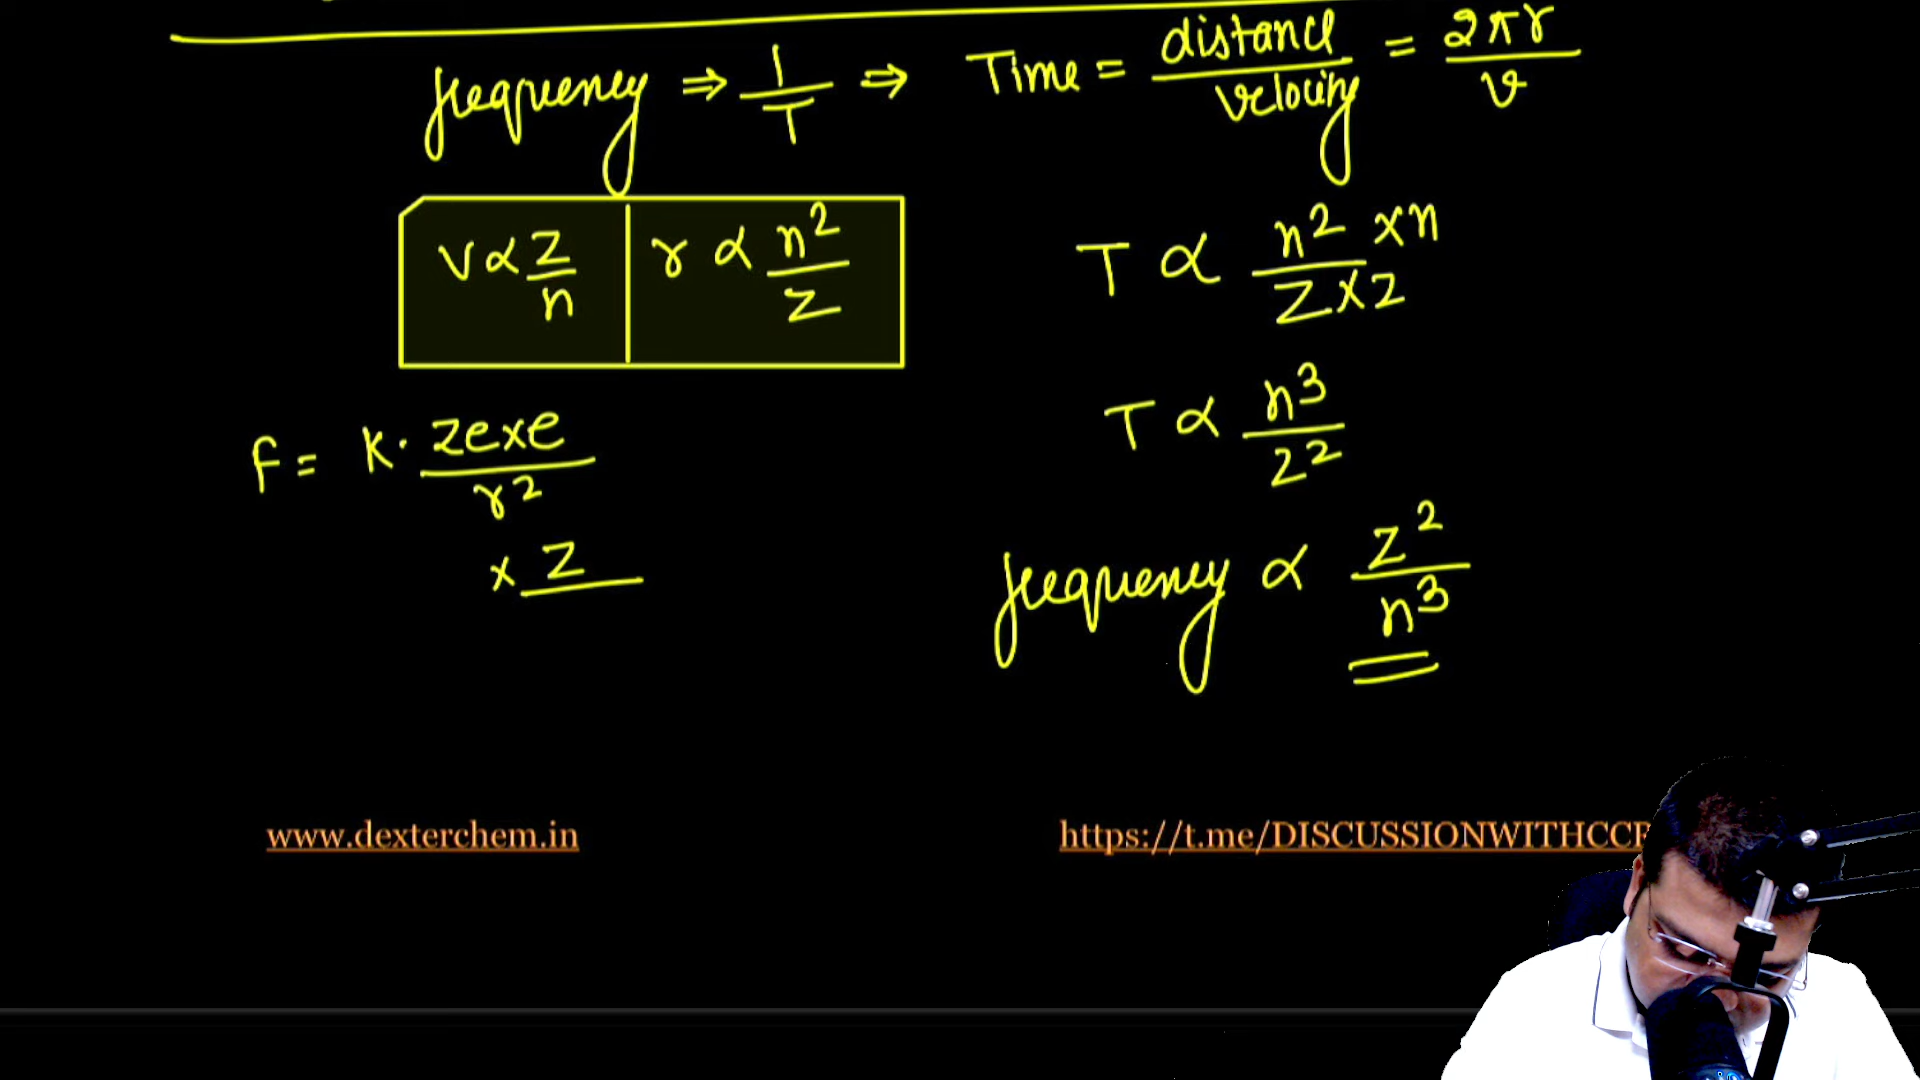 frequency ⇒ 1/T ⇒ Time = distance/velocity = 2πr/v
v ∝ Z/n | r ∝ n²/Z
T ∝ n² × n / Z × Z
F = K · Ze×e/r²
T ∝ n³/Z²
∝ Z
frequency ∝ Z²/n³
www.dexterchem.in
https://t.me/DISCUSSIONWITHCCE